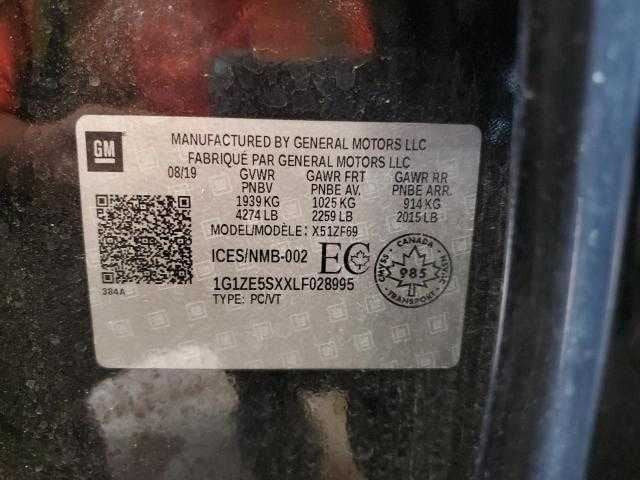 GM
MANUFACTURED BY GENERAL MOTORS LLC
FABRIQUÉ PAR GENERAL MOTORS LLC
08/19 GVWR GAWR FRT GAWR RR
PNBV PNBE AV. PNBE ARR.
1939 KG 1025 KG 914 KG
4274 LB 2259 LB 2015 LB
MODEL/MODÈLE: X51ZF69
ICES/NMB-002 EC
1G1ZE5SXXLF028995
TYPE: PC/VT
384A
CANADA
985
TRANSPORT